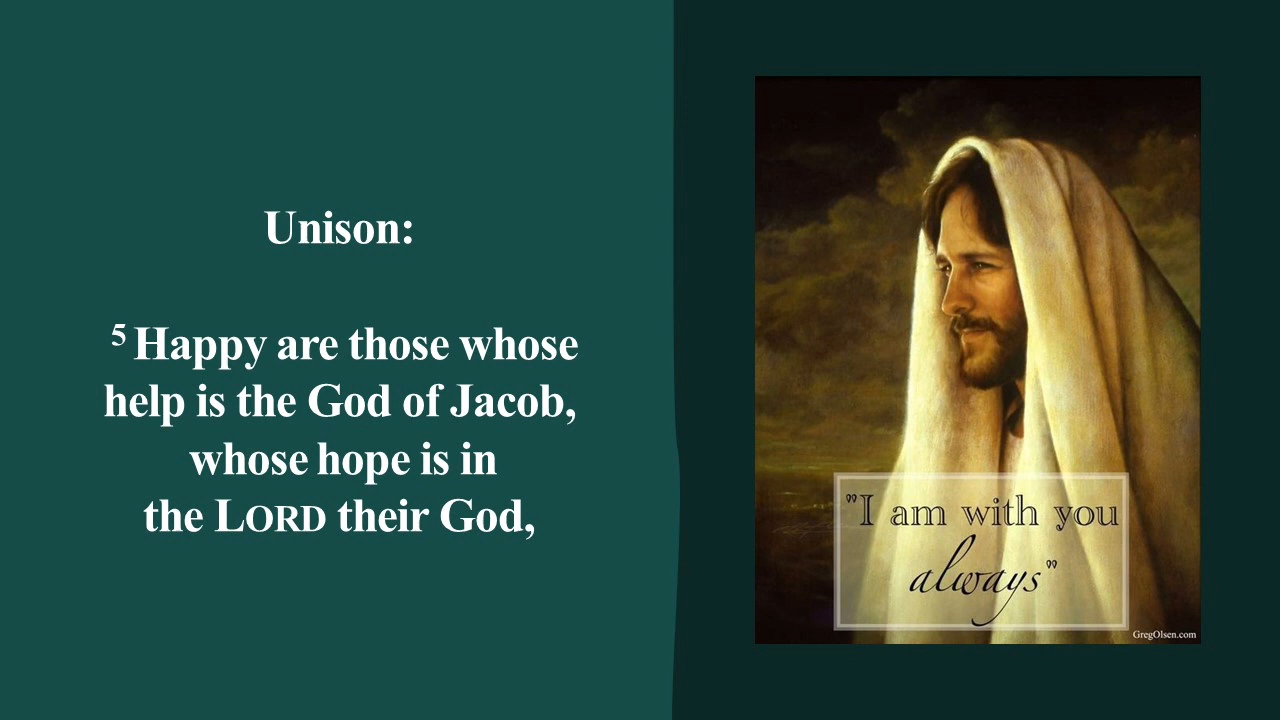 Unison:
5 Happy are those whose
help is the God of Jacob,
whose hope is in
the LORD their God,
"I am with you
always"
GregOlsen.com